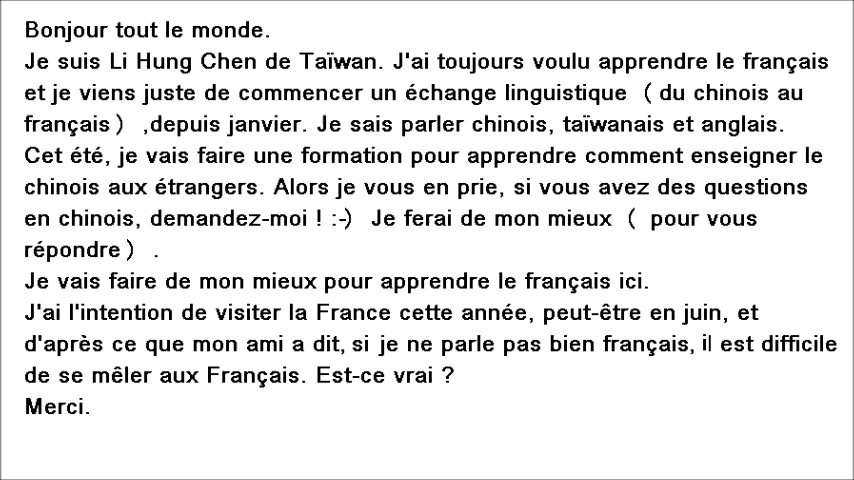 Bonjour tout le monde.
Je suis Li Hung Chen de Taïwan. J'ai toujours voulu apprendre le français
et je viens juste de commencer un échange linguistique ( du chinois au
français ) ,depuis janvier. Je sais parler chinois, taïwanais et anglais.
Cet été, je vais faire une formation pour apprendre comment enseigner le
chinois aux étrangers. Alors je vous en prie, si vous avez des questions
en chinois, demandez-moi ! :-) Je ferai de mon mieux ( pour vous
répondre ) .
Je vais faire de mon mieux pour apprendre le français ici.
J'ai l'intention de visiter la France cette année, peut-être en juin, et
d'après ce que mon ami a dit, si je ne parle pas bien français, il est difficile
de se mêler aux Français. Est-ce vrai ?
Merci.